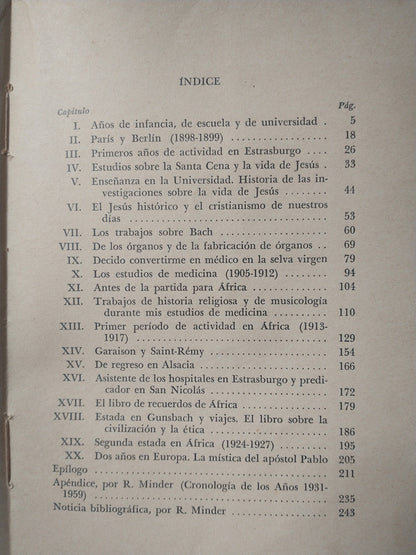 ÍNDICE
Capítulo Pág.
I. Años de infancia, de escuela y de universidad . 5
II. París y Berlín (1898-1899) .................. 18
III. Primeros años de actividad en Estrasburgo .... 26
IV. Estudios sobre la Santa Cena y la vida de Jesús . 33
V. Enseñanza en la Universidad. Historia de las in-
vestigaciones sobre la vida de Jesús ........ 44
VI. El Jesús histórico y el cristianismo de nuestros
días .................................... 53
VII. Los trabajos sobre Bach .................... 60
VIII. De los órganos y de la fabricación de órganos .. 69
IX. Decido convertirme en médico en la selva virgen 79
X. Los estudios de medicina (1905-1912) ........ 94
XI. Antes de la partida para África .............. 104
XII. Trabajos de historia religiosa y de musicología
durante mis estudios de medicina .......... 110
XIII. Primer período de actividad en África (1913-
1917) .................................. 129
XIV. Garaison y Saint-Rémy .................... 154
XV. De regreso en Alsacia ...................... 166
XVI. Asistente de los hospitales en Estrasburgo y predi-
cador en San Nicolás .................... 172
XVII. El libro de recuerdos de África .............. 179
XVIII. Estada en Gunsbach y viajes. El libro sobre la
civilización y la ética .................... 186
XIX. Segunda estada en África (1924-1927) ........ 195
XX. Dos años en Europa. La mística del apóstol Pablo 205
Epílogo ........................................ 211
Apéndice, por R. Minder (Cronología de los Años 1931-
1959) .................................... 235
Noticia bibliográfica, por R. Minder ................ 243